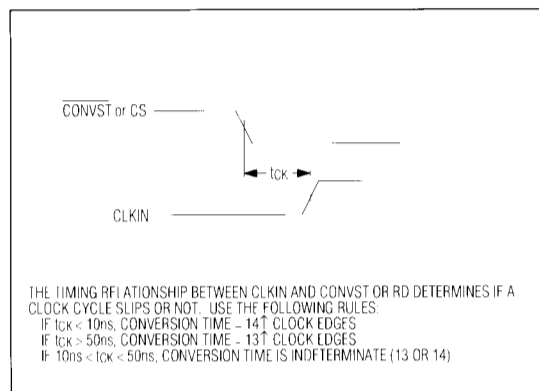 CONVST or CS
tCK
CLKIN
THE TIMING RELATIONSHIP BETWEEN CLKIN AND CONVST OR RD DETERMINES IF A
CLOCK CYCLE SLIPS OR NOT. USE THE FOLLOWING RULES:
IF tCK < 10ns, CONVERSION TIME = 14↑ CLOCK EDGES
IF tCK > 50ns, CONVERSION TIME = 13↑ CLOCK EDGES
IF 10ns < tCK < 50ns, CONVERSION TIME IS INDETERMINATE (13 OR 14)